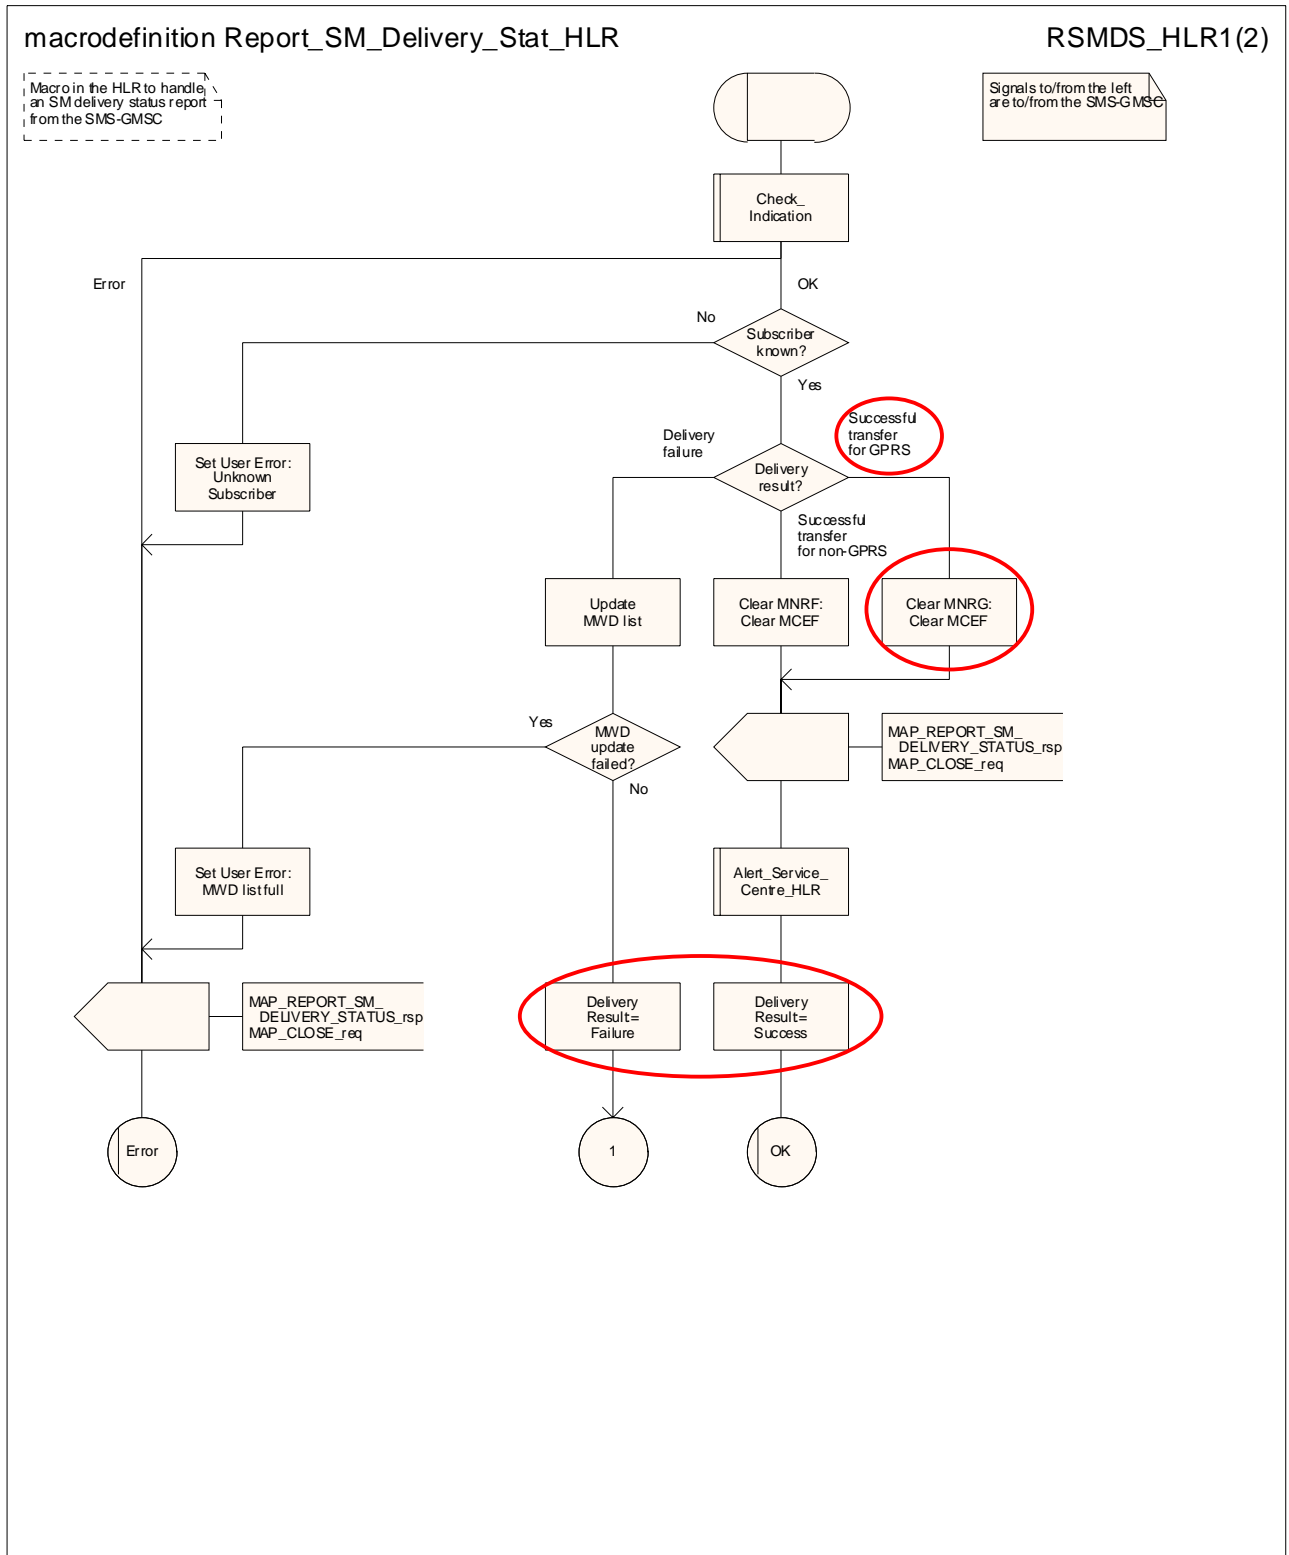 macrodefinition Report_SM_Delivery_Stat_HLR
RSMDS_HLR1(2)
Macro in the HLR to handle
an SM delivery status report
from the SMS-GMSC
Signals to/from the left
are to/from the SMS-GMSC
Check_
Indication
Error
OK
No
Subscriber
known?
Yes
Successful
transfer
for GPRS
Delivery
failure
Set User Error:
Unknown
Subscriber
Delivery
result?
Successful
transfer
for non-GPRS
Update
MWD list
Clear MNRF:
Clear MCEF
Clear MNRG:
Clear MCEF
Yes
MWD
update
failed?
No
MAP_REPORT_SM_
DELIVERY_STATUS_rsp
MAP_CLOSE_req
Set User Error:
MWD list full
Alert_Service_
Centre_HLR
MAP_REPORT_SM_
DELIVERY_STATUS_rsp
MAP_CLOSE_req
Delivery
Result=
Failure
Delivery
Result=
Success
Error
1
OK